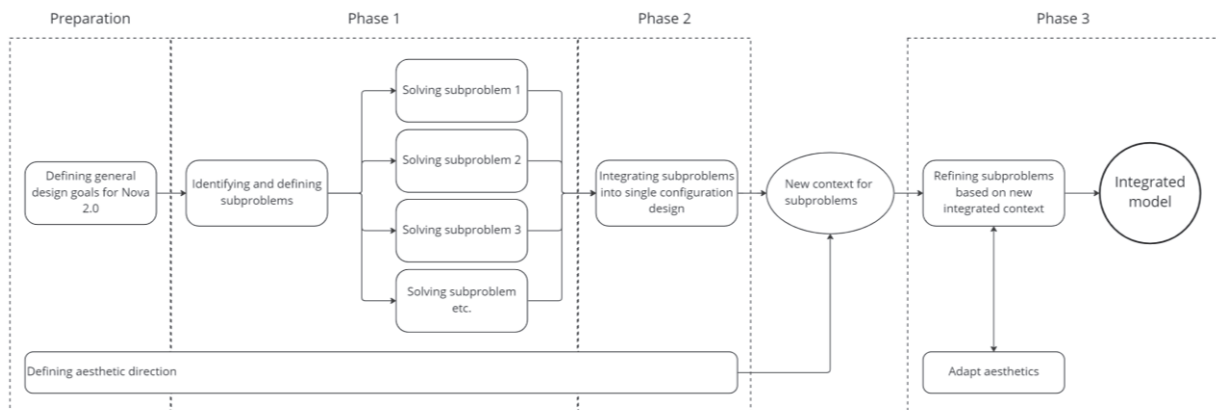 Preparation
Phase 1
Phase 2
Phase 3
Defining general
design goals for Nova
2.0
Identifying and defining
subproblems
Solving subproblem 1
Solving subproblem 2
Solving subproblem 3
Solving subproblem
etc.
Integrating subproblems
into single configuration
design
New context for
subproblems
Refining subproblems
based on new
integrated context
Integrated
model
Defining aesthetic direction
Adapt aesthetics